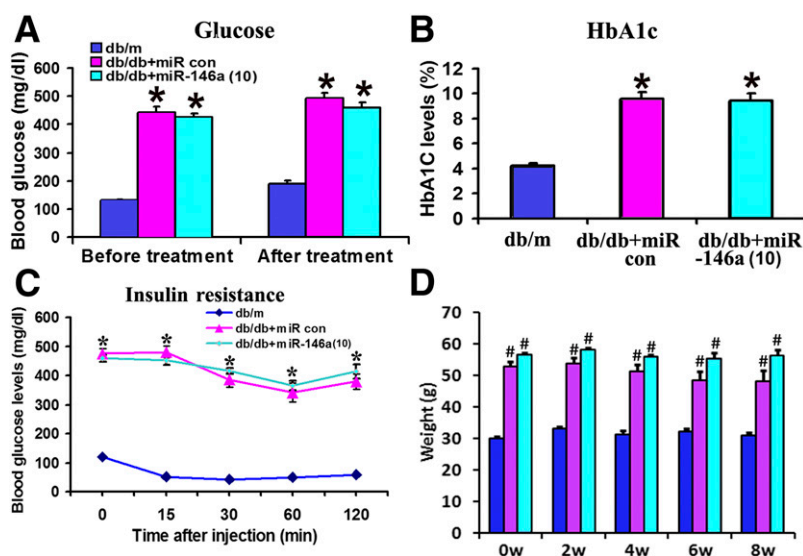 A
Glucose
db/m
db/db+miR con
db/db+miR-146a (10)
Blood glucose (mg/dl)
600
500
400
300
200
100
0
* * * *
Before treatment After treatment
B
HbA1c
HbA1C levels (%)
12
10
8
6
4
2
0
* *
db/m db/db+miR con db/db+miR -146a (10)
C
Insulin resistance
db/m
db/db+miR con
db/db+miR-146a(10)
Blood glucose levels (mg/dl)
600
500
400
300
200
100
0
* * * * *
0 15 30 60 120
Time after injection (min)
D
Weight (g)
70
60
50
40
30
20
10
0
# # # # # # # # # #
0w 2w 4w 6w 8w